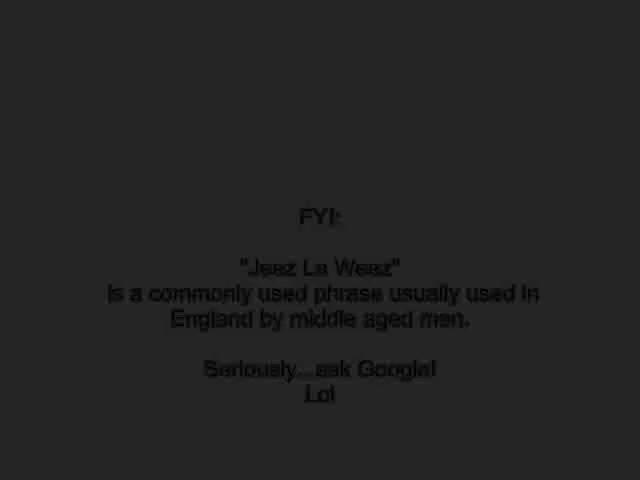 FYI:
"Jeez La Weez"
is a commonly used phrase usually used in
England by middle aged men.
Seriously...ask Google!
Lol